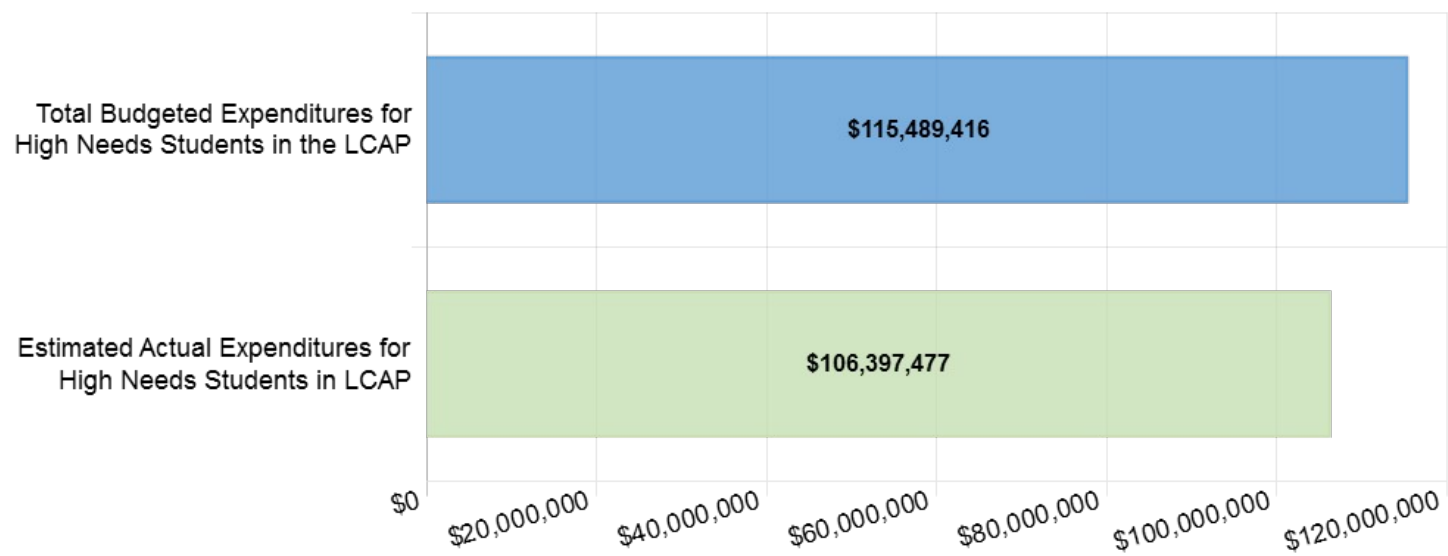 Total Budgeted Expenditures for
High Needs Students in the LCAP
$115,489,416
Estimated Actual Expenditures for
High Needs Students in LCAP
$106,397,477
$0
$20,000,000
$40,000,000
$60,000,000
$80,000,000
$100,000,000
$120,000,000